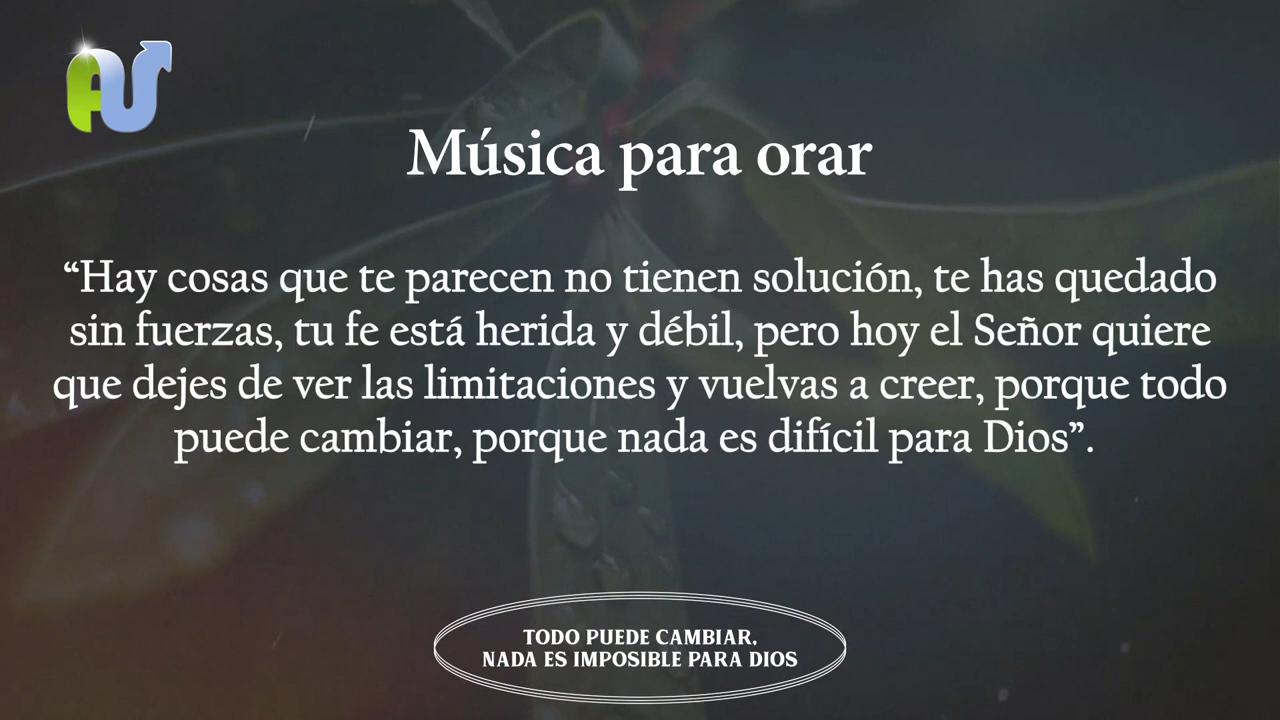 AU
Música para orar
“Hay cosas que te parecen no tienen solución, te has quedado
sin fuerzas, tu fe está herida y débil, pero hoy el Señor quiere
que dejes de ver las limitaciones y vuelvas a creer, porque todo
puede cambiar, porque nada es difícil para Dios”.
TODO PUEDE CAMBIAR,
NADA ES IMPOSIBLE PARA DIOS